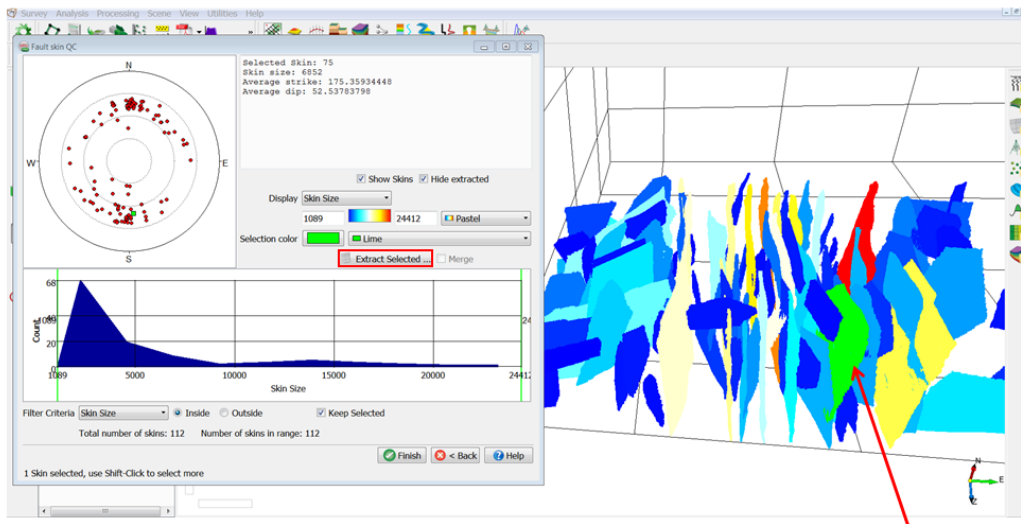 Survey Analysis Processing Scene View Utilities Help
Fault skin QC
N
W
E
S
Selected Skin: 75
Skin size: 6852
Average strike: 175.35934448
Average dip: 52.53783798
Show Skins Hide extracted
Display Skin Size
1089 24412 Pastel
Selection color Lime
Extract Selected ... Merge
68
1089
24
20
0
Count
1089 5000 10000 15000 20000 24412
Skin Size
Filter Criteria Skin Size Inside Outside Keep Selected
Total number of skins: 112 Number of skins in range: 112
Finish < Back Help
1 Skin selected, use Shift-Click to select more
N
E
Z